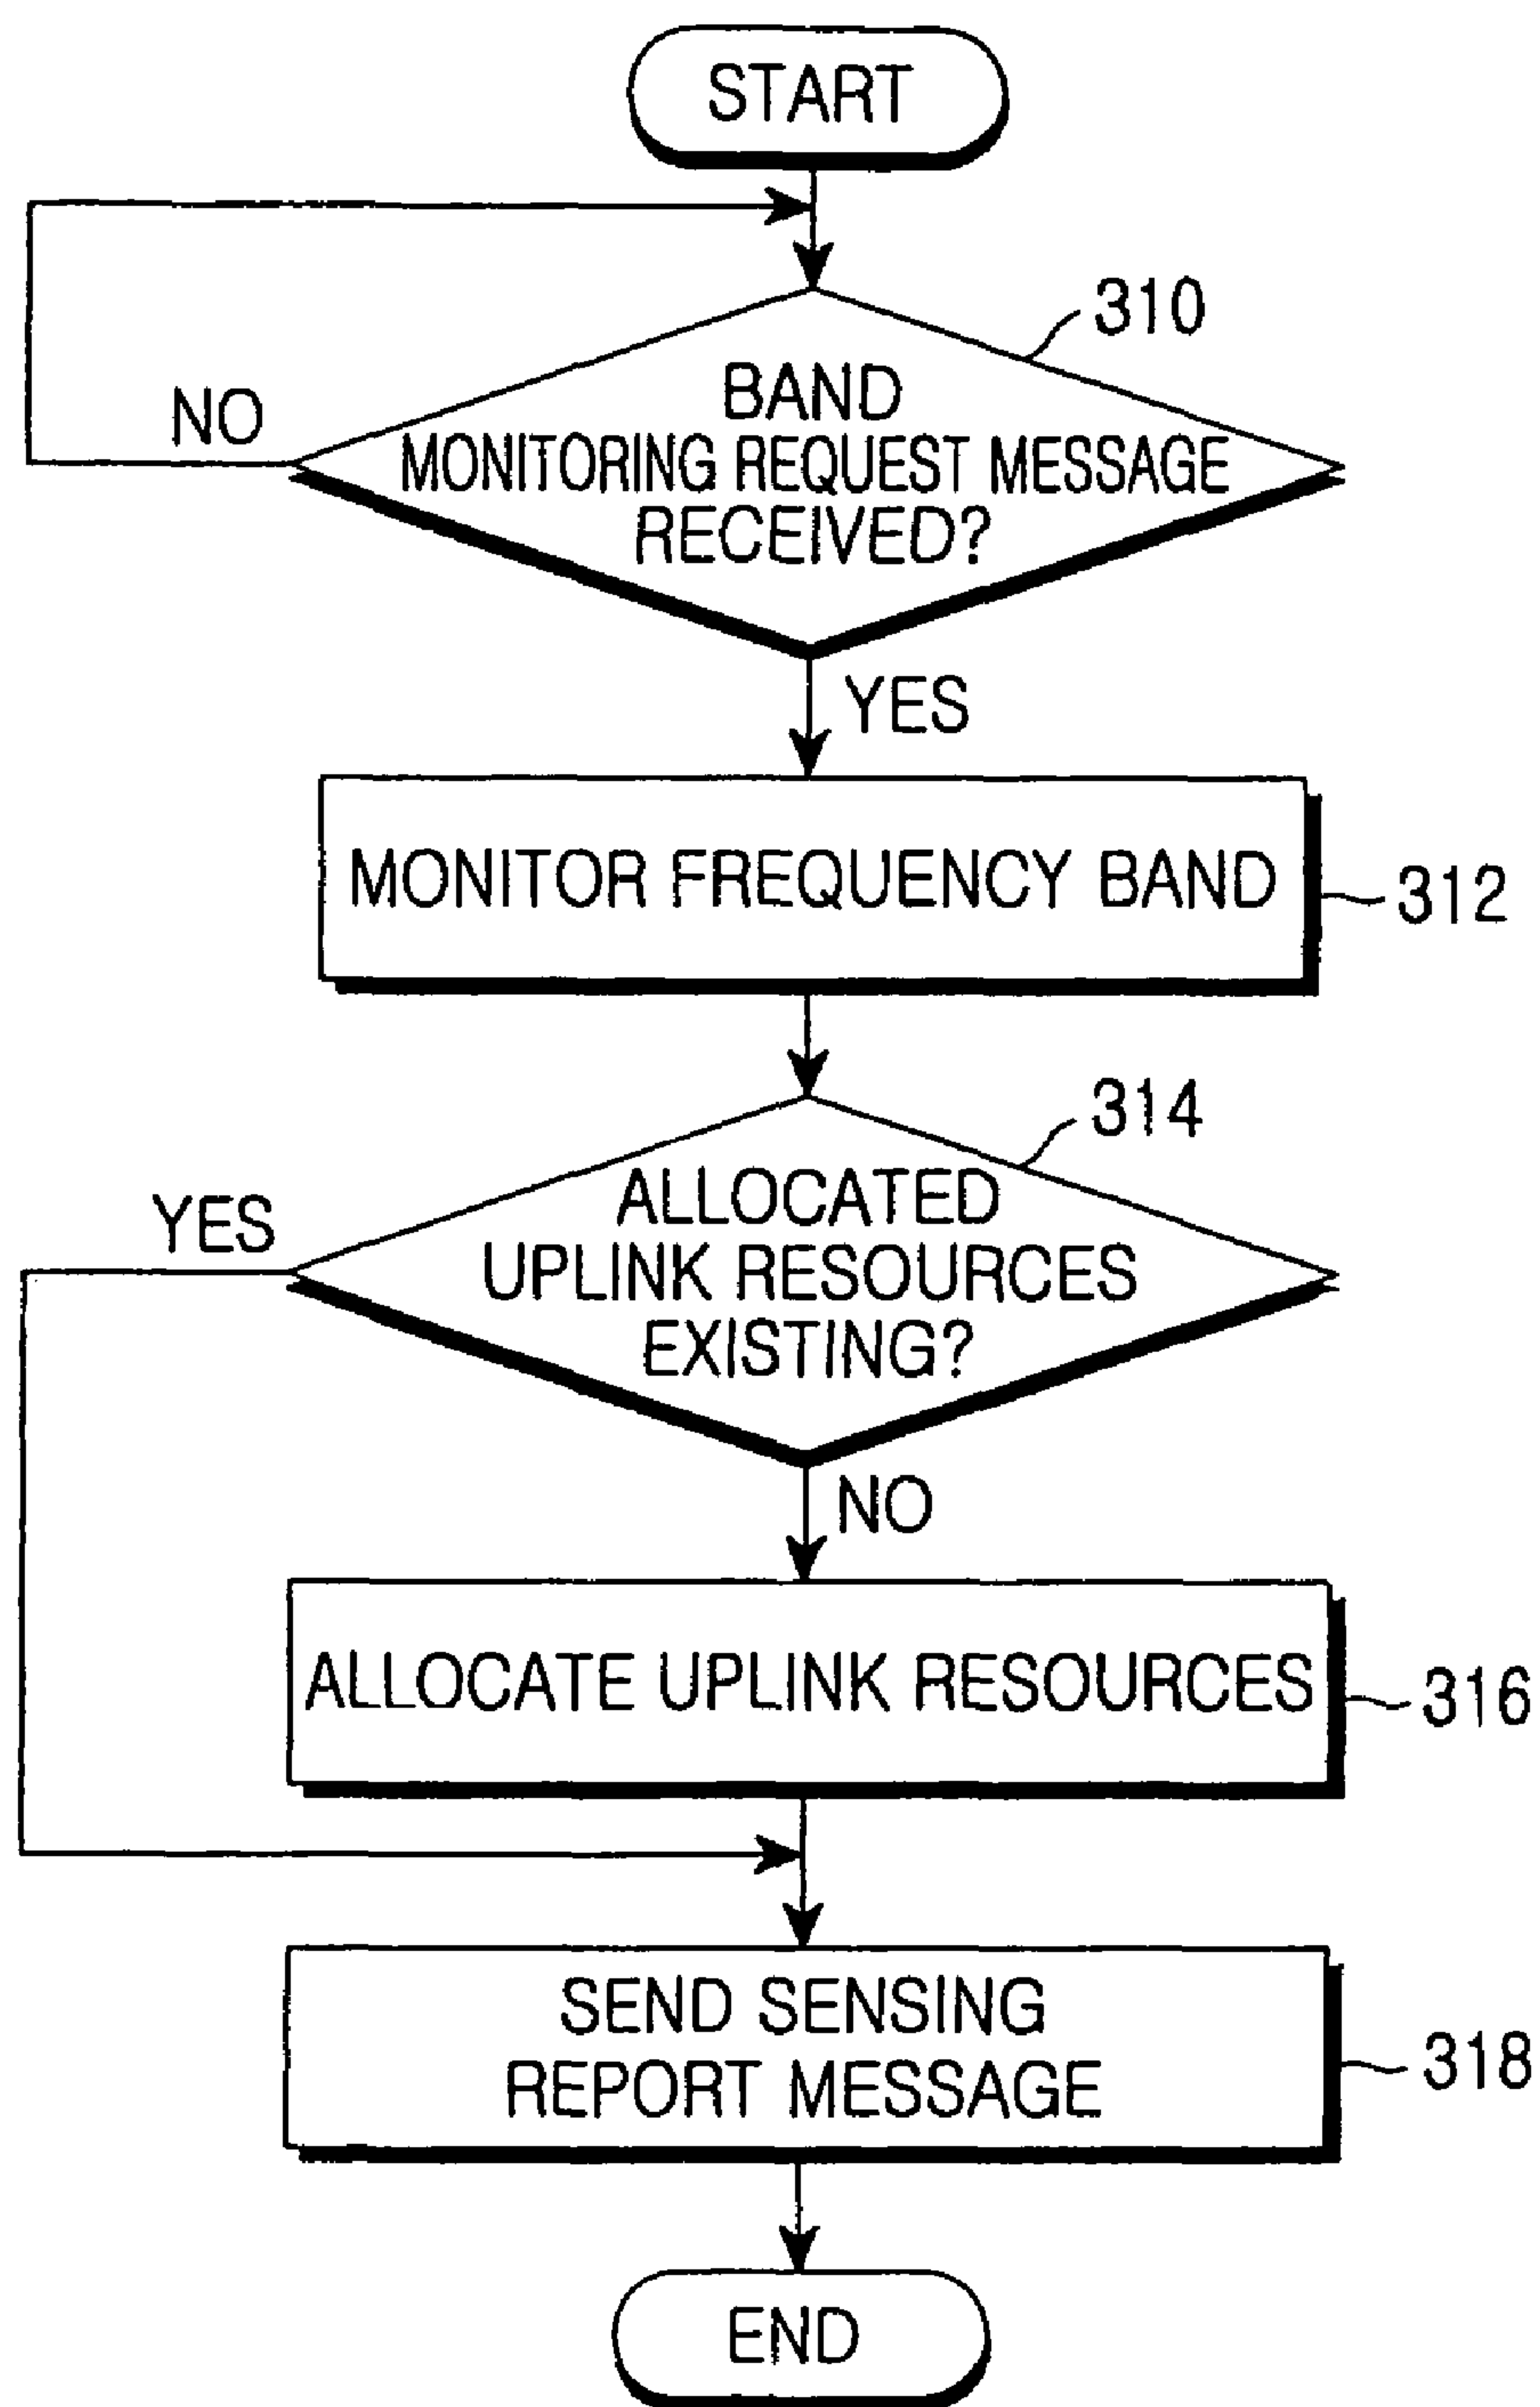 START
310
BAND
MONITORING REQUEST MESSAGE
RECEIVED?
NO
YES
MONITOR FREQUENCY BAND
312
314
ALLOCATED
UPLINK RESOURCES
EXISTING?
YES
NO
ALLOCATE UPLINK RESOURCES
316
SEND SENSING
REPORT MESSAGE
318
END